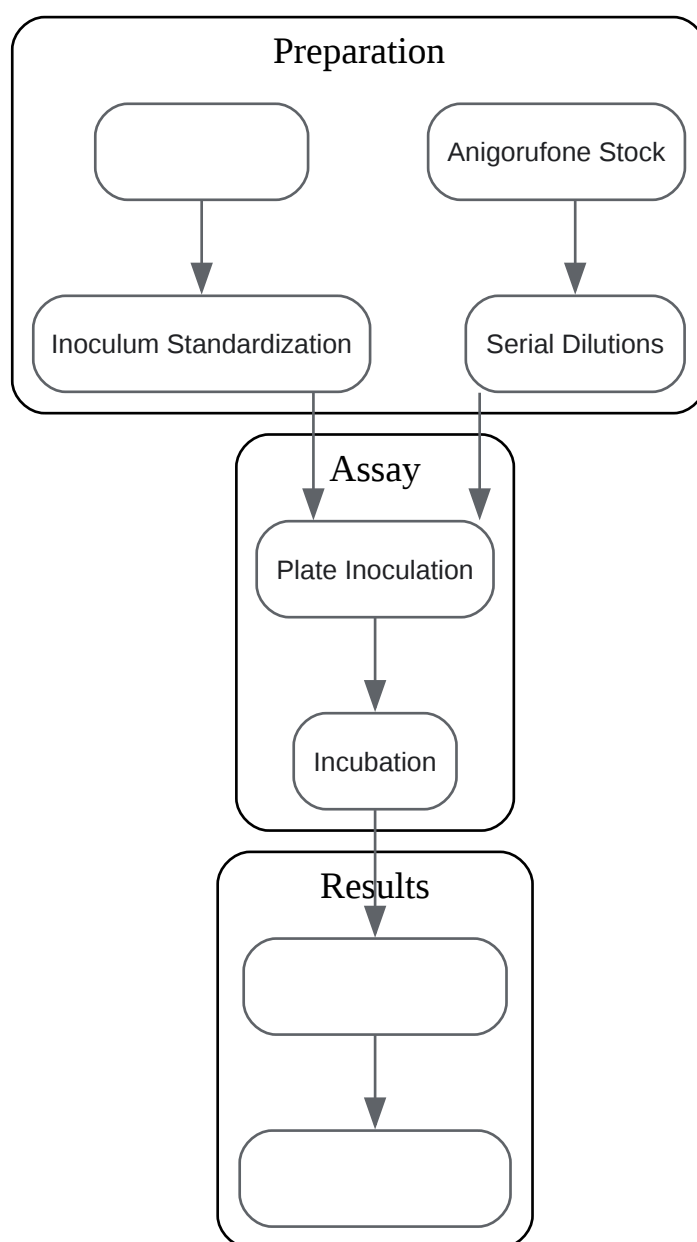 Preparation
Anigorufone Stock
Inoculum Standardization
Serial Dilutions
Assay
Plate Inoculation
Incubation
Results